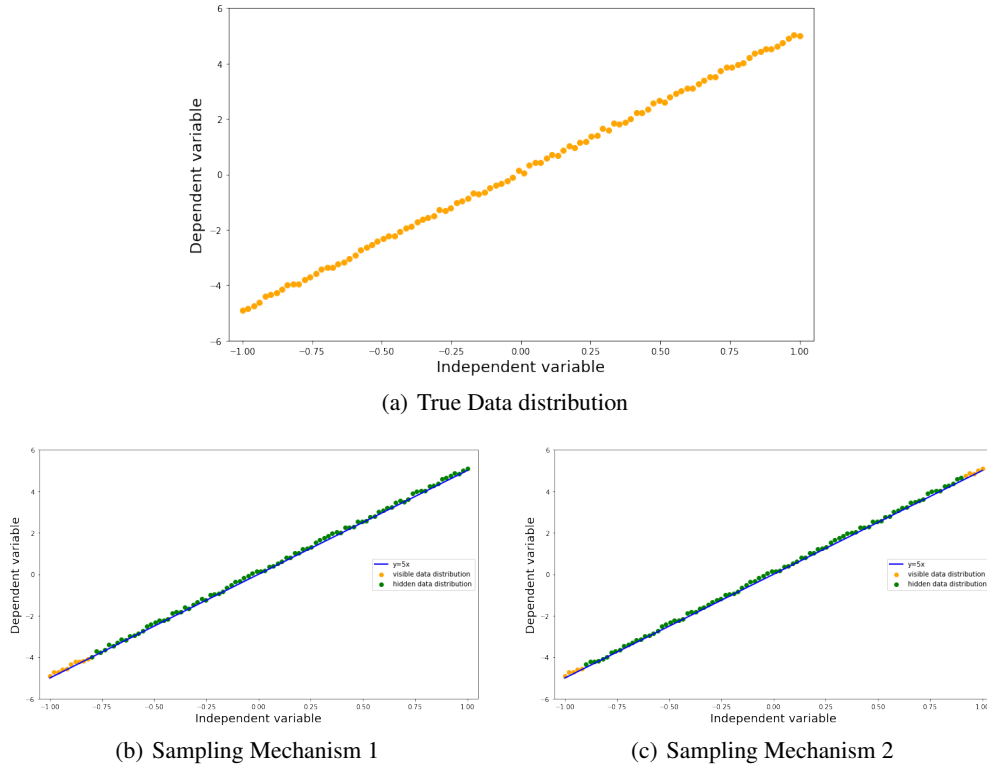 6
4
2
0
−2
−4
−6
Dependent variable
−1.00 −0.75 −0.50 −0.25 0.00 0.25 0.50 0.75 1.00
Independent variable
(a) True Data distribution
6
4
2
0
−2
−4
−6
Dependent variable
y=5x
visible data distribution
hidden data distribution
−1.00 −0.75 −0.50 −0.25 0.00 0.25 0.50 0.75 1.00
Independent variable
(b) Sampling Mechanism 1
6
4
2
0
−2
−4
−6
Dependent variable
y=5x
visible data distribution
hidden data distribution
−1.00 −0.75 −0.50 −0.25 0.00 0.25 0.50 0.75 1.00
Independent variable
(c) Sampling Mechanism 2